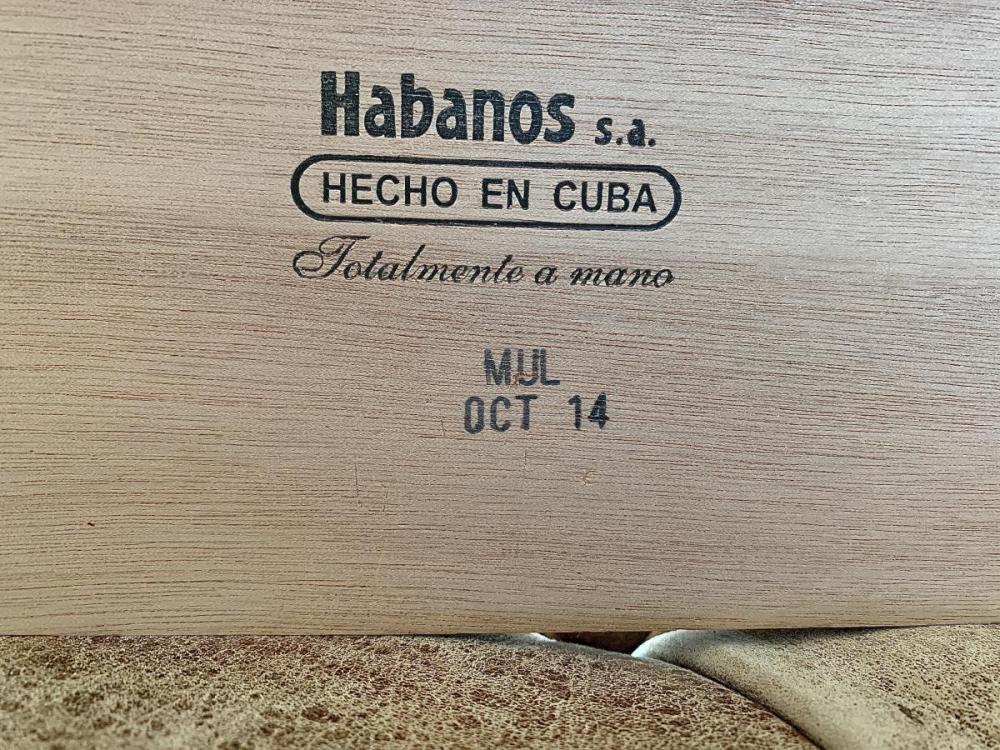 Habanos s.a.
HECHO EN CUBA
Totalmente a mano
MUL
OCT 14